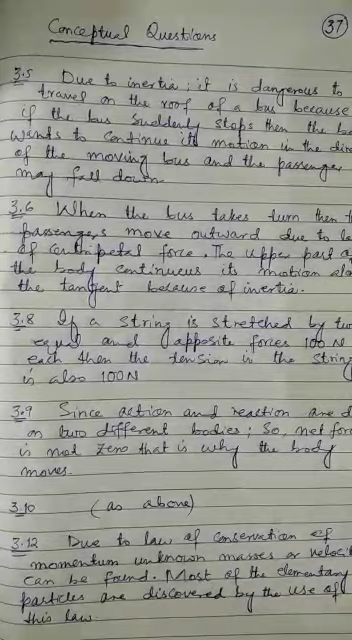 Conceptual Questions
37
3.5 Due to inertia; it is dangerous to
travel on the roof of a bus because
if the bus suddenly stops then the
wants to continue its motion in the
of the moving bus and the passenger
may fall down.
3.6 When the bus takes turn then
passengers move outward due to
of centripetal force. The upper part
the body continueus its motion
the tangent because of inertia.
3.8 If a string is stretched by
equal and opposite forces 100 N
each then the tension in the string
is also 100N
3.9 Since action and reaction are
on two different bodies; So, net
is not zero that is why the body
moves.
3.10 (as above)
3.12 Due to law of conservation of
momentum unknown masses or
can be found. Most of the elementary
particles are discovered by the use of
this law